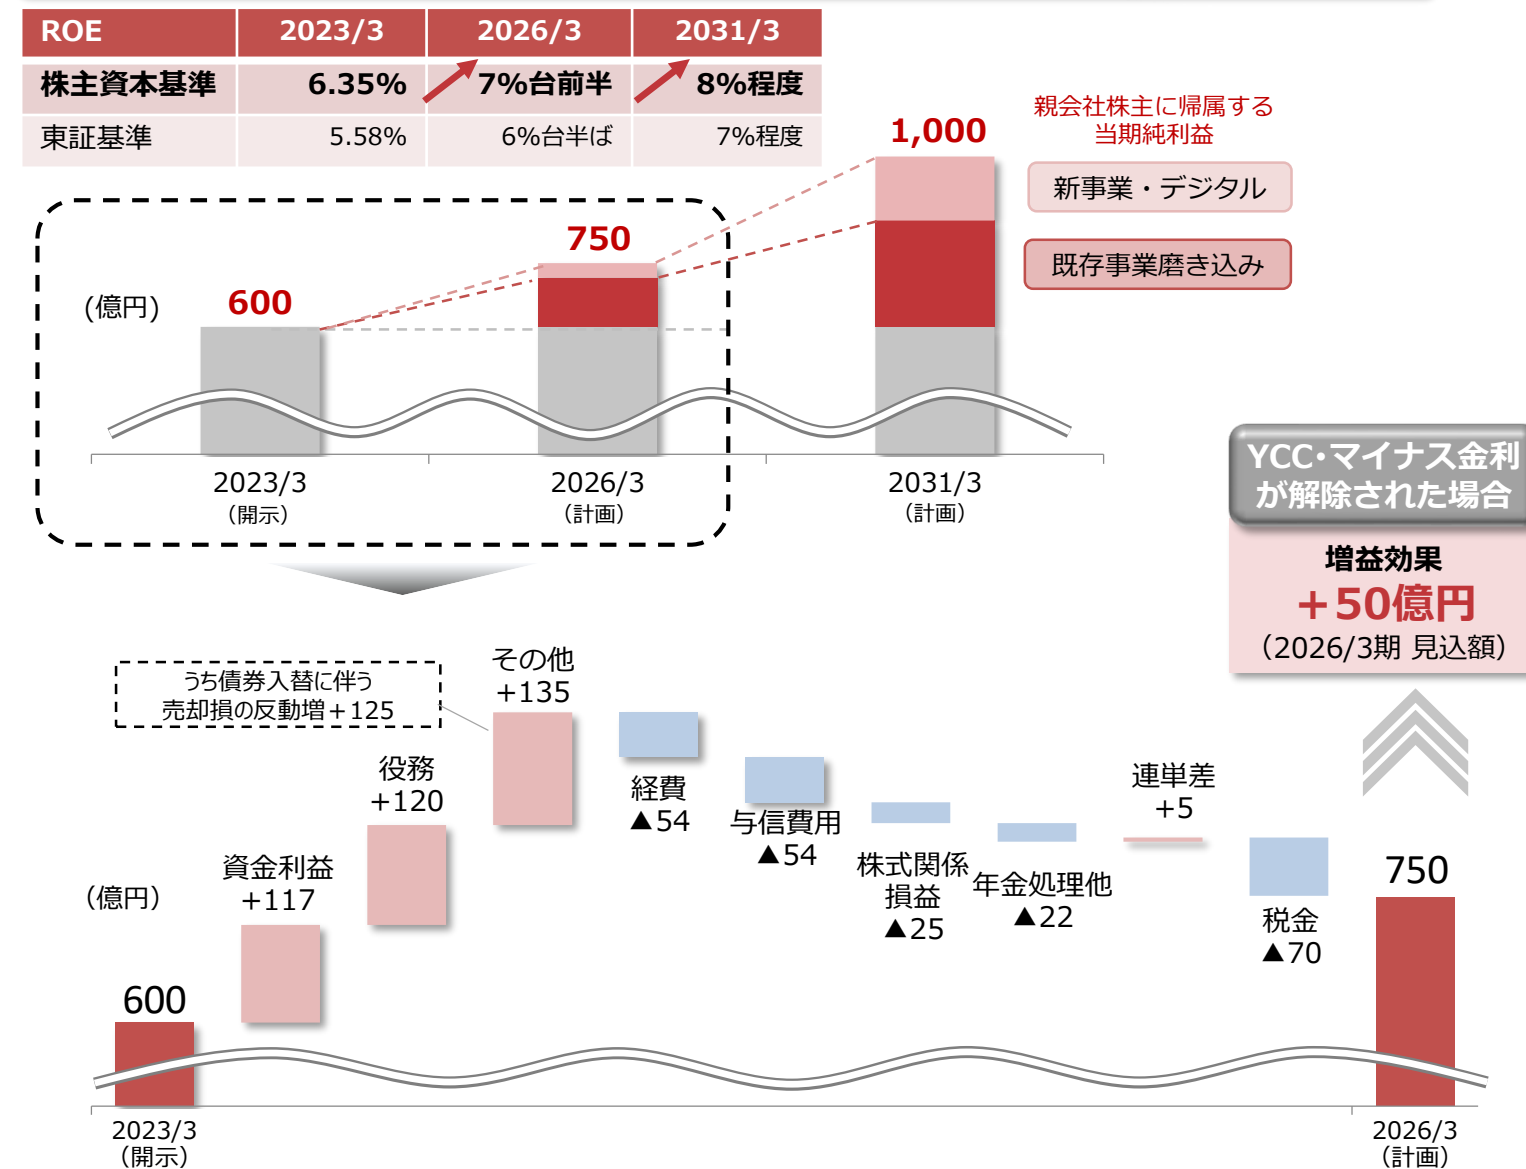 ROE 2023/3 2026/3 2031/3
株主資本基準 6.35% 7%台前半 8%程度
東証基準 5.58% 6%台半ば 7%程度
1,000
親会社株主に帰属する
当期純利益
新事業・デジタル
750
既存事業磨き込み
(億円)
600
2023/3
（開示）
2026/3
（計画）
2031/3
（計画）
YCC・マイナス金利
が解除された場合
増益効果
＋50億円
（2026/3期 見込額）
うち債券入替に伴う
売却損の反動増＋125
その他
+135
役務
+120
資金利益
+117
経費
▲54
与信費用
▲54
株式関係
損益
▲25
年金処理他
▲22
連単差
+5
税金
▲70
750
（億円）
600
2023/3
（開示）
2026/3
（計画）